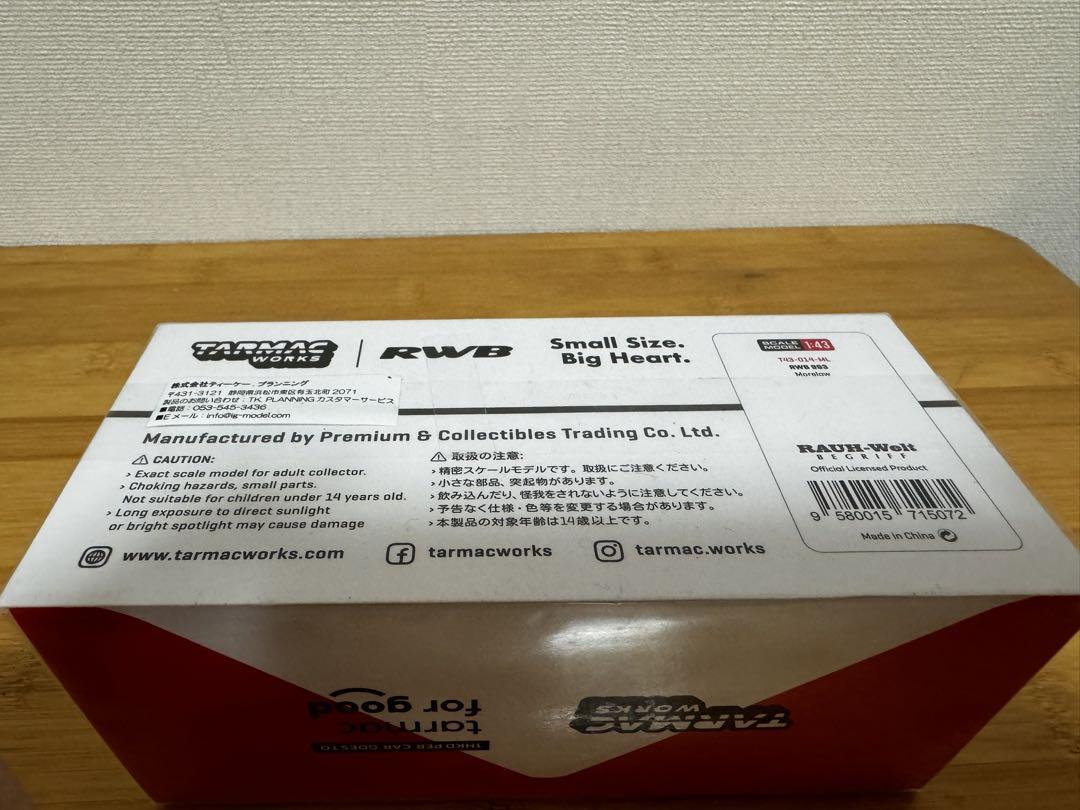 TARMAC WORKS
RWB
Small Size.
Big Heart.
SCALE MODEL 1:43
T43-014-ML
RWB 993
Morelow
株式会社ティーケー．プランニング
〒431-3121 静岡県浜松市東区有玉北町 2071
製品のお問い合わせ：TK. PLANNING カスタマーサービス
■電話：053-545-3436
■Eメール：info@ig-model.com
Manufactured by Premium & Collectibles Trading Co. Ltd.
⚠ CAUTION:
› Exact scale model for adult collector.
› Choking hazards, small parts.
Not suitable for children under 14 years old.
› Long exposure to direct sunlight
or bright spotlight may cause damage
⚠ 取扱の注意:
› 精密スケールモデルです。取扱にご注意ください。
› 小さな部品、突起物があります。
› 飲み込んだり、怪我をされないように注意してください。
› 予告なく仕様・色等を変更する場合があります。
› 本製品の対象年齢は14歳以上です。
RAUH-Welt
BEGRIFF
Official Licensed Product
9 580015 715072
Made in China
www.tarmacworks.com
tarmacworks
tarmac.works
1HKD PER CAR GOES TO
tarmac
for good
TARMAC WORKS